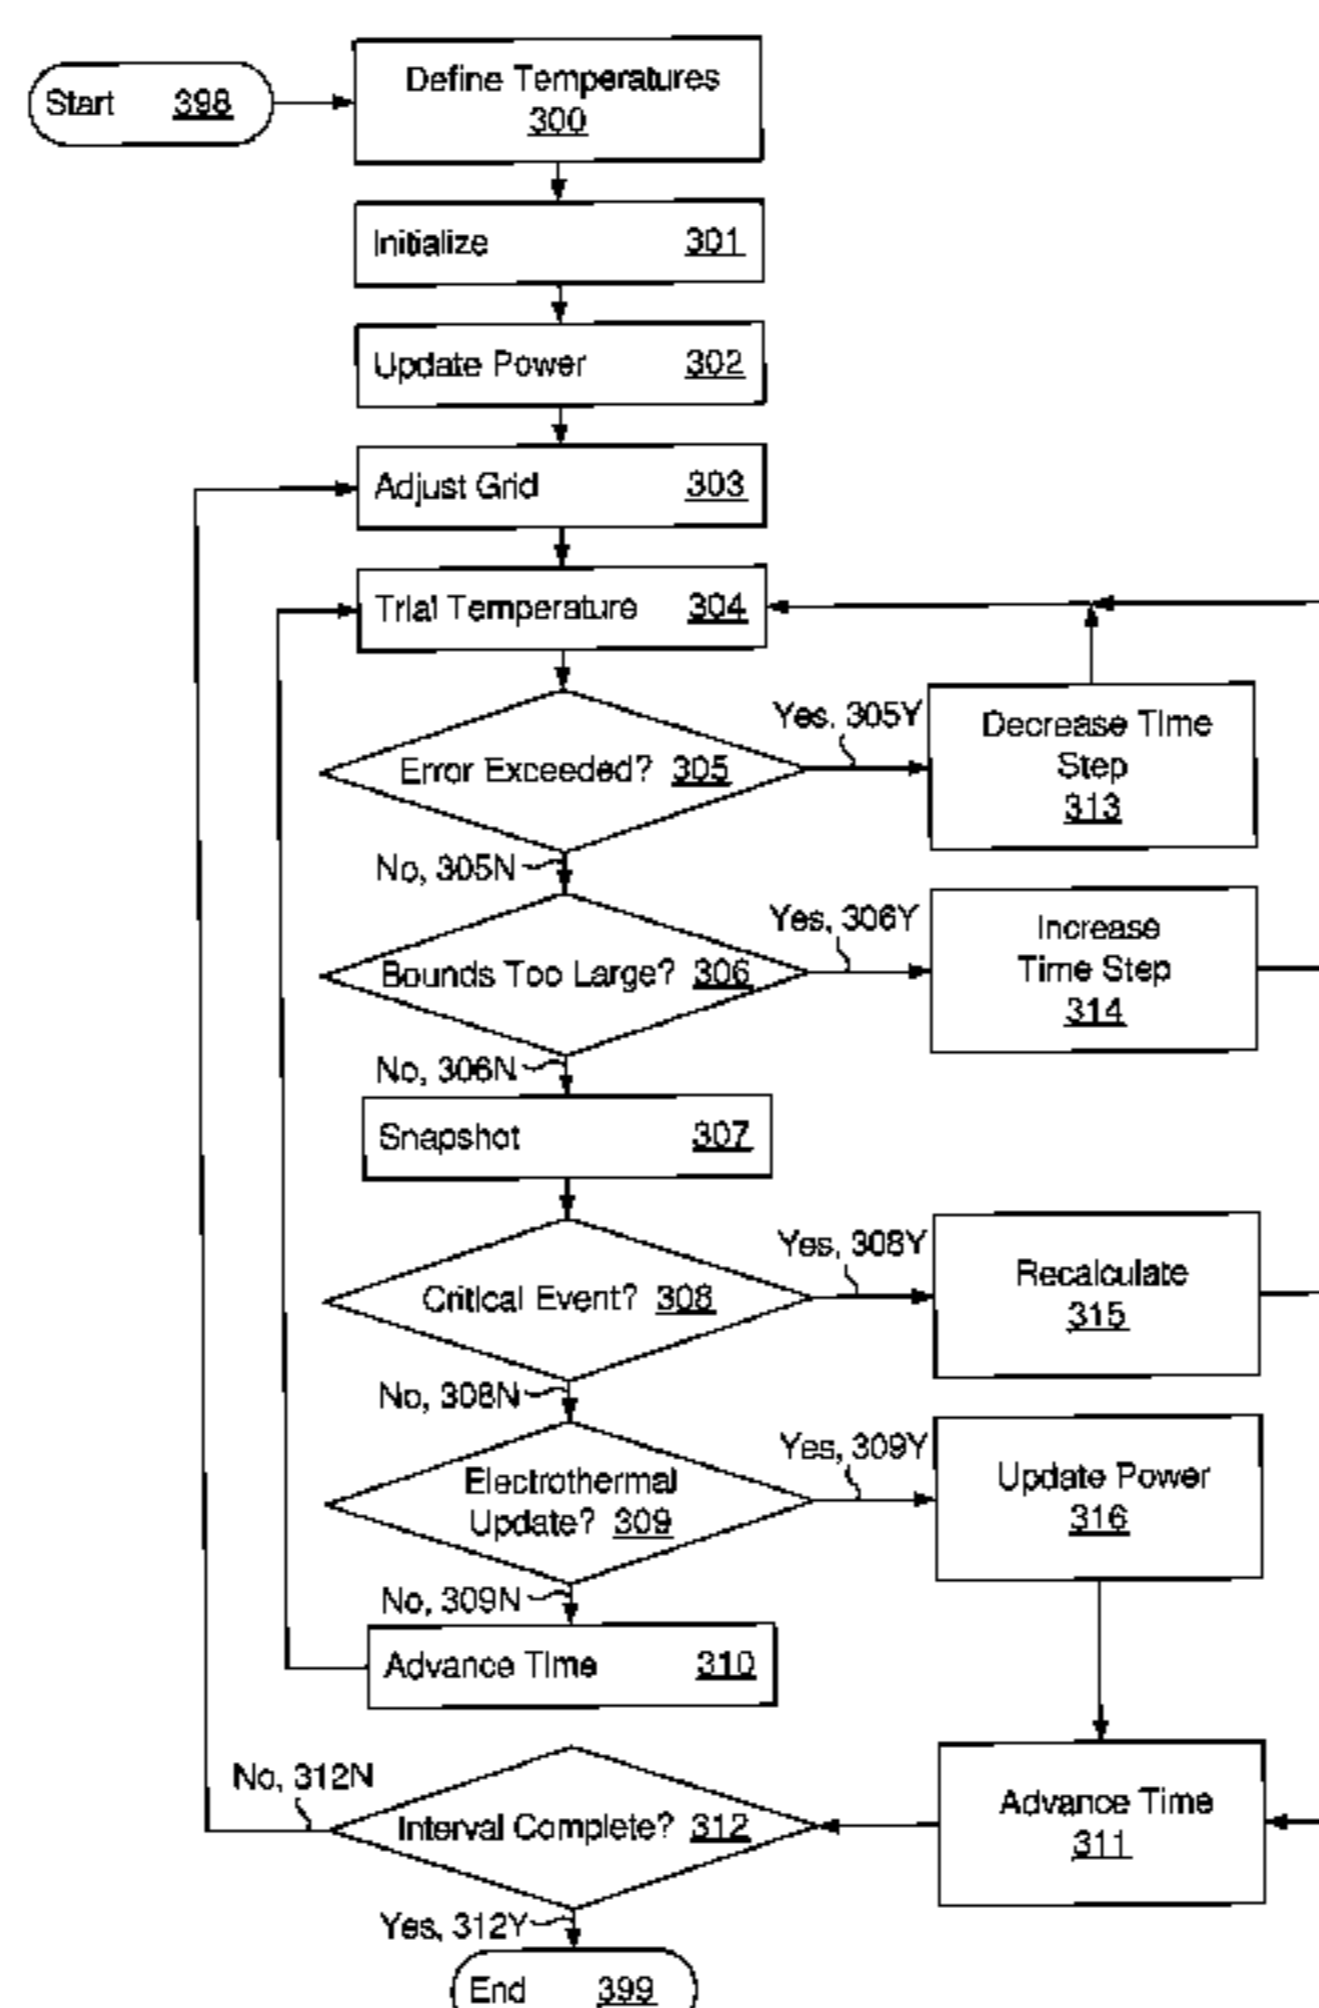 Start 398
Define Temperatures
300
Initialize 301
Update Power 302
Adjust Grid 303
Trial Temperature 304
Error Exceeded? 305
Yes. 305Y
Decrease Time
Step
313
No, 305N
Bounds Too Large? 306
Yes, 306Y
Increase
Time Step
314
No, 306N
Snapshot 307
Critical Event? 308
Yes, 308Y
Recalculate
315
No, 308N
Electrothermal
Update? 309
Yes, 309Y
Update Power
316
No, 309N
Advance Time 310
No, 312N
Interval Complete? 312
Advance Time
311
Yes, 312Y
End 399